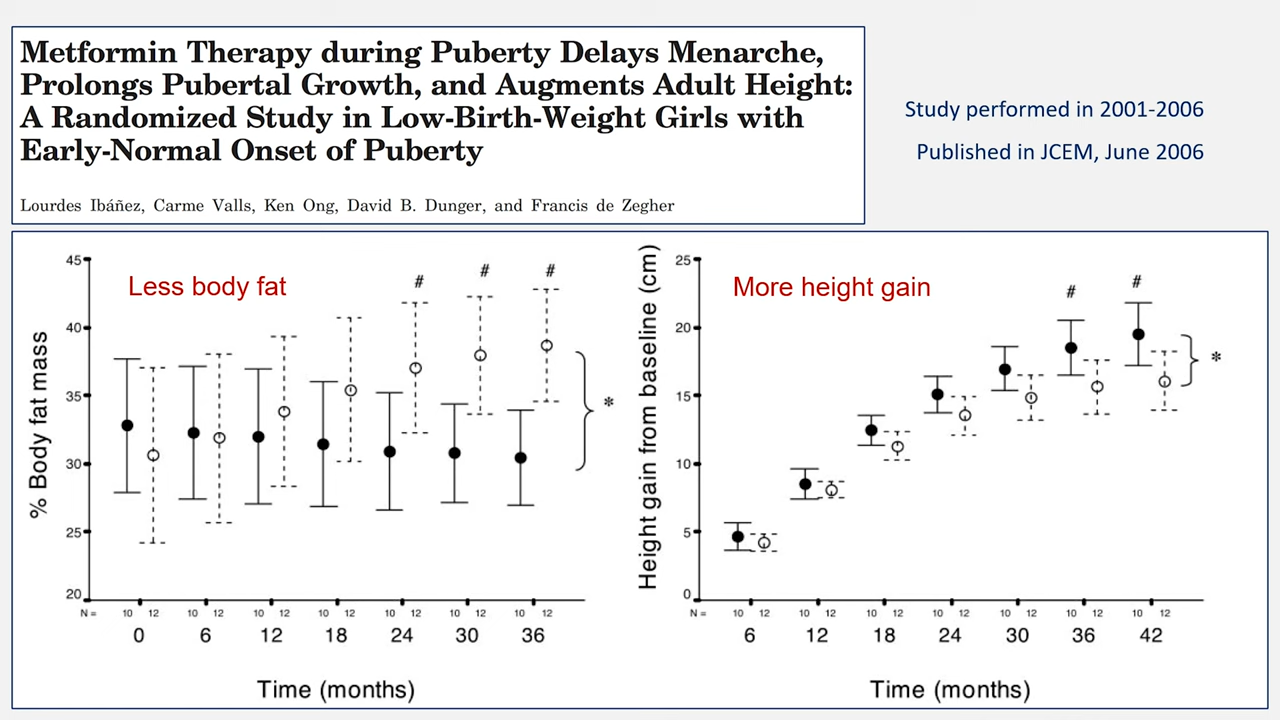 Metformin Therapy during Puberty Delays Menarche,
Prolongs Pubertal Growth, and Augments Adult Height:
A Randomized Study in Low-Birth-Weight Girls with
Early-Normal Onset of Puberty
Lourdes Ibáñez, Carme Valls, Ken Ong, David B. Dunger, and Francis de Zegher
Study performed in 2001-2006
Published in JCEM, June 2006
Less body fat
% Body fat mass
45
40
35
30
25
20
# # #
*
N = 10 12 10 12 10 12 10 12 10 12 10 12 10 12
0 6 12 18 24 30 36
Time (months)
More height gain
Height gain from baseline (cm)
25
20
15
10
5
0
# #
*
N = 10 12 10 12 10 12 10 12 10 12 10 12 10 12
6 12 18 24 30 36 42
Time (months)